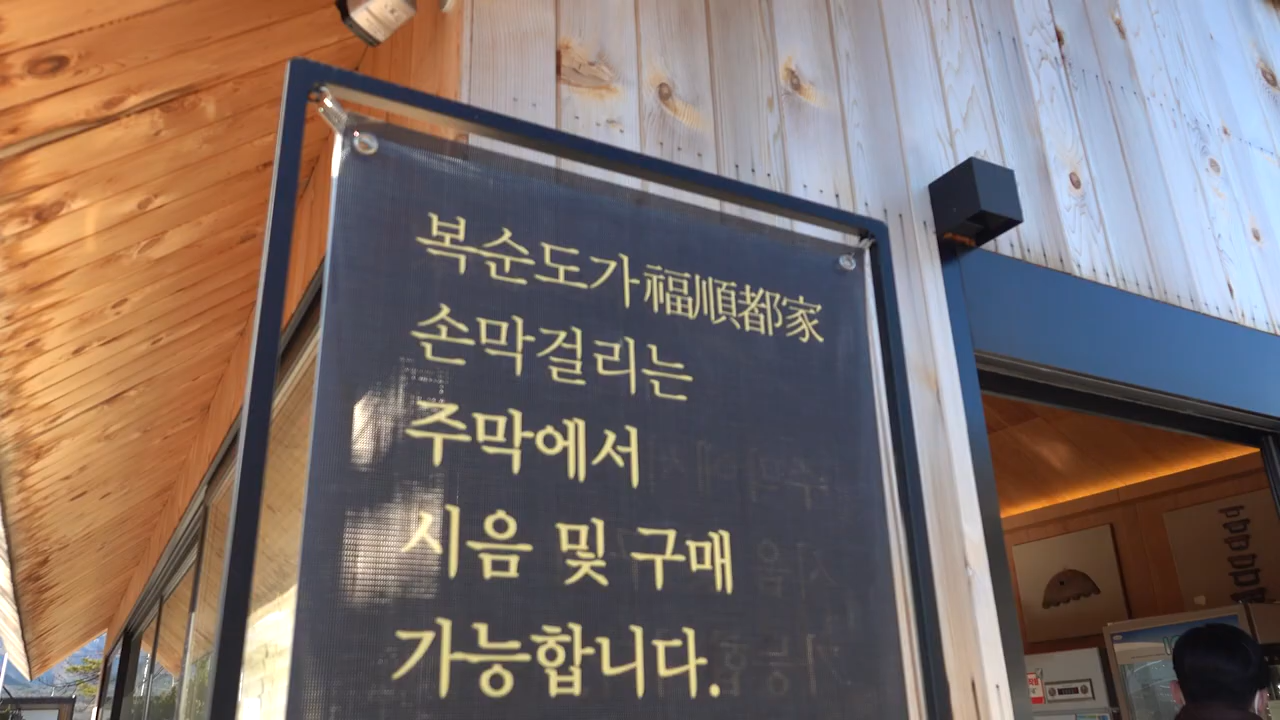 복순도가福順都家
손막걸리는
주막에서
시음 및 구매
가능합니다.